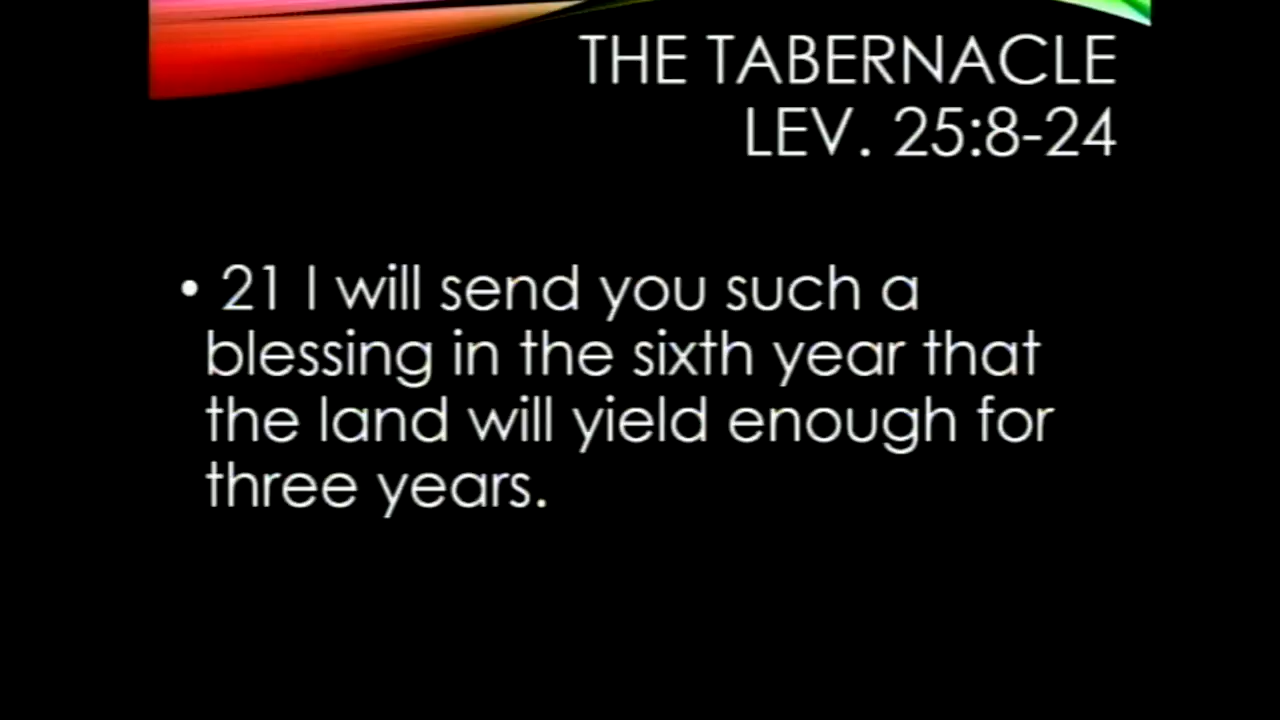 THE TABERNACLE
LEV. 25:8-24
• 21 I will send you such a
blessing in the sixth year that
the land will yield enough for
three years.